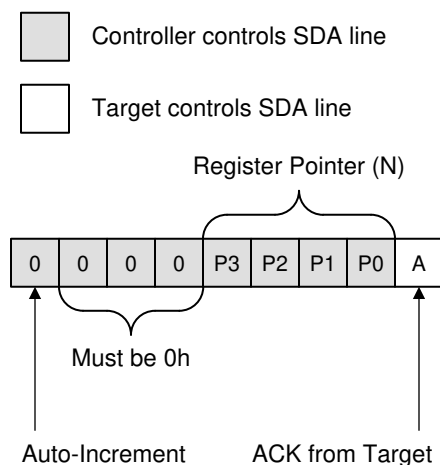 Controller controls SDA line
Target controls SDA line
Register Pointer (N)
0 0 0 0 P3 P2 P1 P0 A
Must be 0h
Auto-Increment ACK from Target